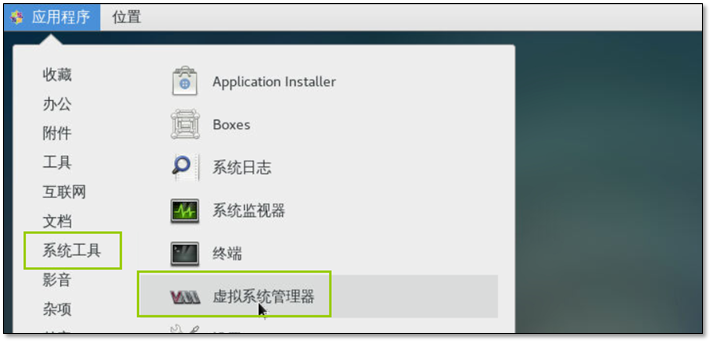 应用程序 位置
收藏
办公
附件
工具
互联网
文档
系统工具
影音
杂项
Application Installer
Boxes
系统日志
系统监视器
终端
虚拟系统管理器